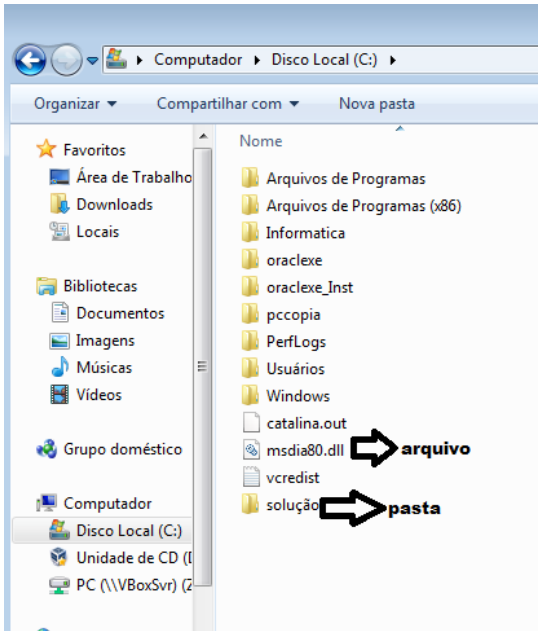 Computador Disco Local (C:)
Organizar Compartilhar com Nova pasta
Favoritos
Área de Trabalho
Downloads
Locais
Bibliotecas
Documentos
Imagens
Músicas
Vídeos
Grupo doméstico
Computador
Disco Local (C:)
Unidade de CD (
PC (\\VBoxSvr) (Z
Nome
Arquivos de Programas
Arquivos de Programas (x86)
Informatica
oraclexe
oraclexe_Inst
pccopia
PerfLogs
Usuários
Windows
catalina.out
msdia80.dll arquivo
vcredist
solução pasta